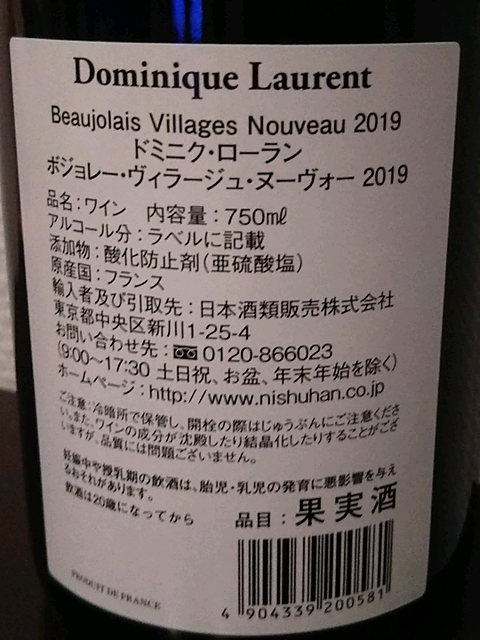 Dominique Laurent
Beaujolais Villages Nouveau 2019
ドミニク・ローラン
ボジョレー・ヴィラージュ・ヌーヴォー 2019
品名：ワイン　内容量：750㎖
アルコール分：ラベルに記載
添加物：酸化防止剤（亜硫酸塩）
原産国：フランス
輸入者及び引取先：日本酒類販売株式会社
東京都中央区新川1-25-4
お問い合わせ先：0120-866023
(9:00～17:30 土日祝、お盆、年末年始を除く)
ホームページ：http://www.nishuhan.co.jp
ご注意：冷暗所で保管し、開栓の際はじゅうぶんにご注意くださ
い。また、ワインの成分が沈殿したり結晶化したりすることがござ
いますが、品質には問題ございません。
妊娠中や授乳期の飲酒は、胎児・乳児の発育に悪影響を与え
るおそれがあります。
飲酒は20歳になってから
品目：果実酒
PRODUIT DE FRANCE
4 904339 200581